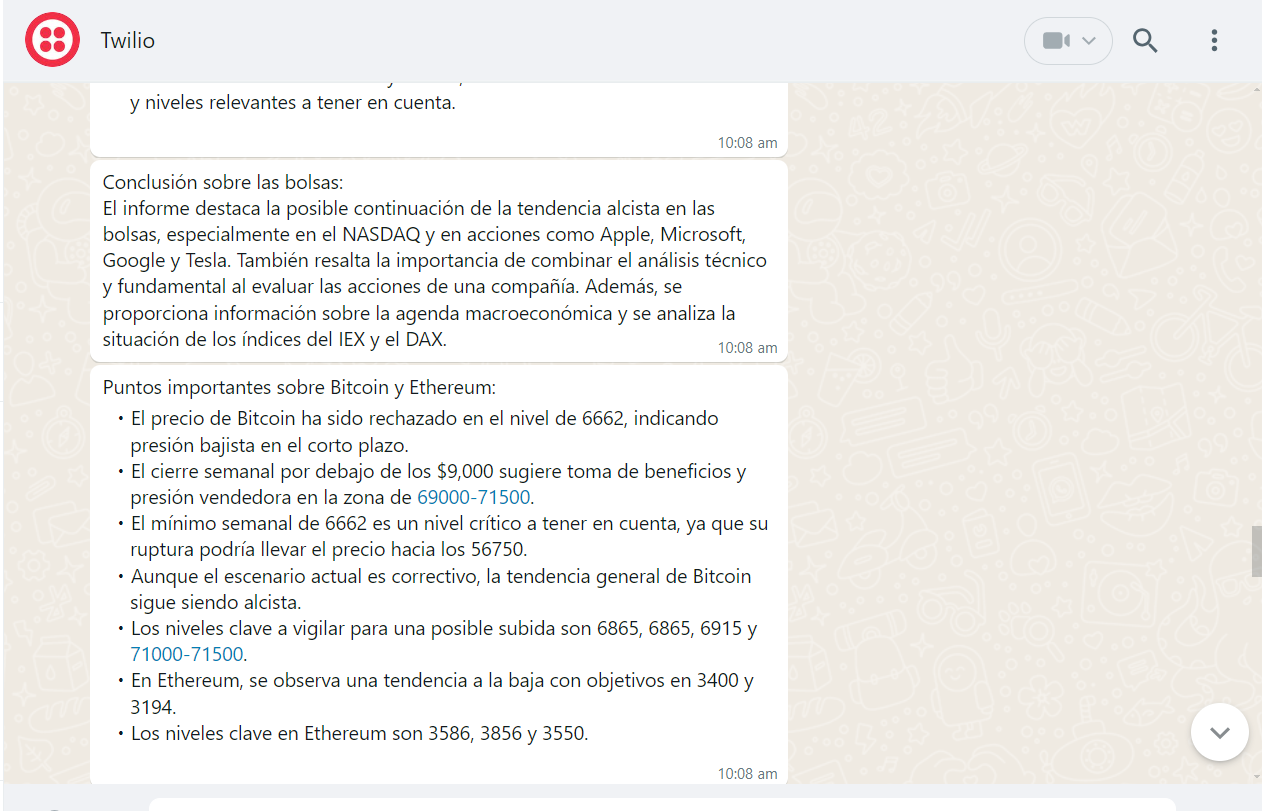 Twilio
y niveles relevantes a tener en cuenta.
10:08 am
Conclusión sobre las bolsas:
El informe destaca la posible continuación de la tendencia alcista en las
bolsas, especialmente en el NASDAQ y en acciones como Apple, Microsoft,
Google y Tesla. También resalta la importancia de combinar el análisis técnico
y fundamental al evaluar las acciones de una compañía. Además, se
proporciona información sobre la agenda macroeconómica y se analiza la
situación de los índices del IEX y el DAX.
10:08 am
Puntos importantes sobre Bitcoin y Ethereum:
• El precio de Bitcoin ha sido rechazado en el nivel de 6662, indicando
presión bajista en el corto plazo.
• El cierre semanal por debajo de los $9,000 sugiere toma de beneficios y
presión vendedora en la zona de 69000-71500.
• El mínimo semanal de 6662 es un nivel crítico a tener en cuenta, ya que su
ruptura podría llevar el precio hacia los 56750.
• Aunque el escenario actual es correctivo, la tendencia general de Bitcoin
sigue siendo alcista.
• Los niveles clave a vigilar para una posible subida son 6865, 6865, 6915 y
71000-71500.
• En Ethereum, se observa una tendencia a la baja con objetivos en 3400 y
3194.
• Los niveles clave en Ethereum son 3586, 3856 y 3550.
10:08 am